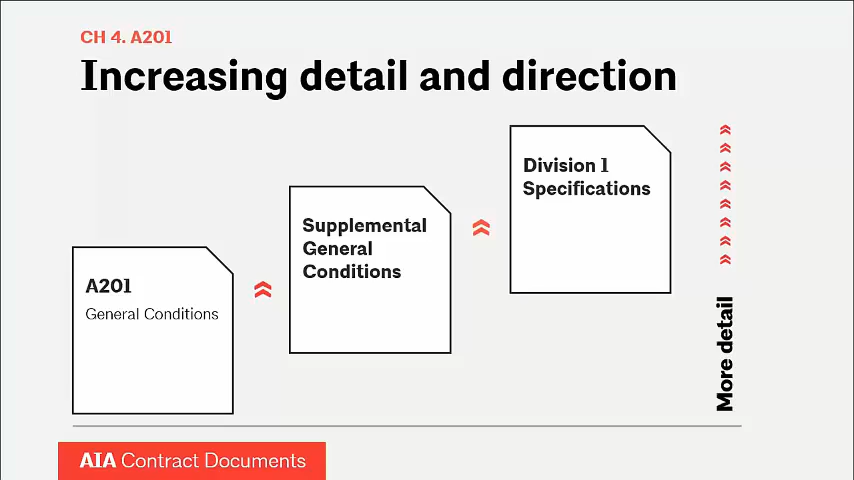 CH 4. A201
Increasing detail and direction
Division 1
Specifications
Supplemental
General
Conditions
A201
General Conditions
More detail
AIA Contract Documents